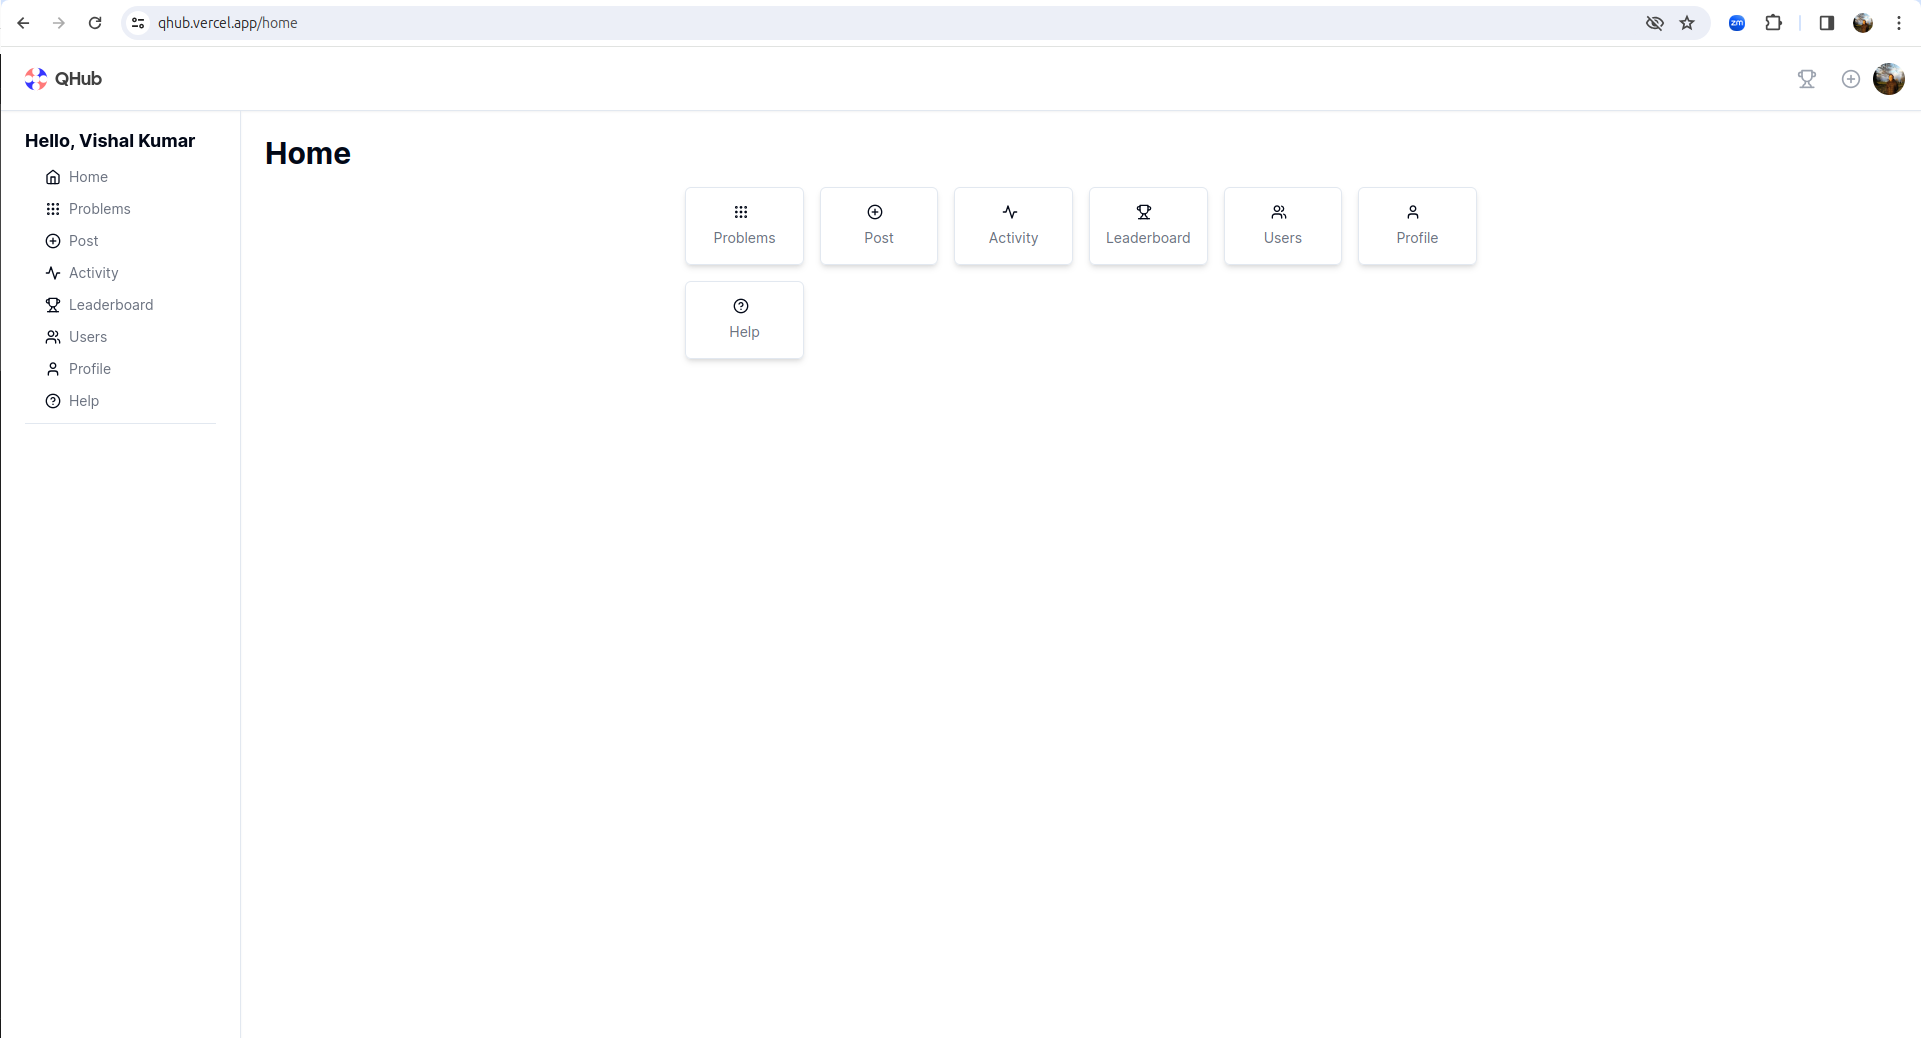 qhub.vercel.app/home
zm
QHub
Hello, Vishal Kumar
Home
Problems
Post
Activity
Leaderboard
Users
Profile
Help
Home
Problems
Post
Activity
Leaderboard
Users
Profile
Help